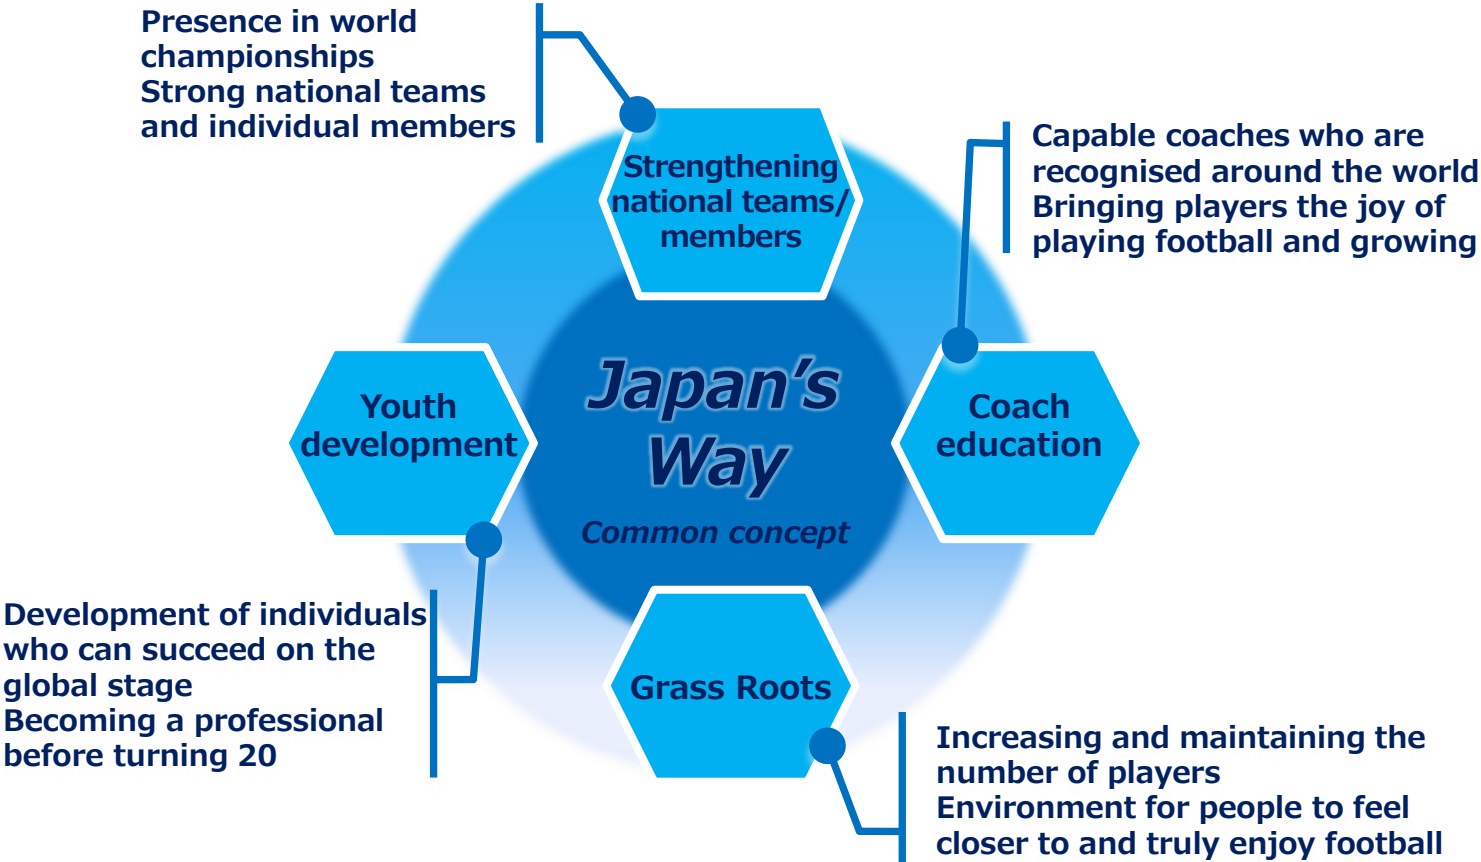 Presence in world
championships
Strong national teams
and individual members
Strengthening
national teams/
members
Capable coaches who are
recognised around the world
Bringing players the joy of
playing football and growing
Youth
development
Japan’s
Way
Common concept
Coach
education
Development of individuals
who can succeed on the
global stage
Becoming a professional
before turning 20
Grass Roots
Increasing and maintaining the
number of players
Environment for people to feel
closer to and truly enjoy football